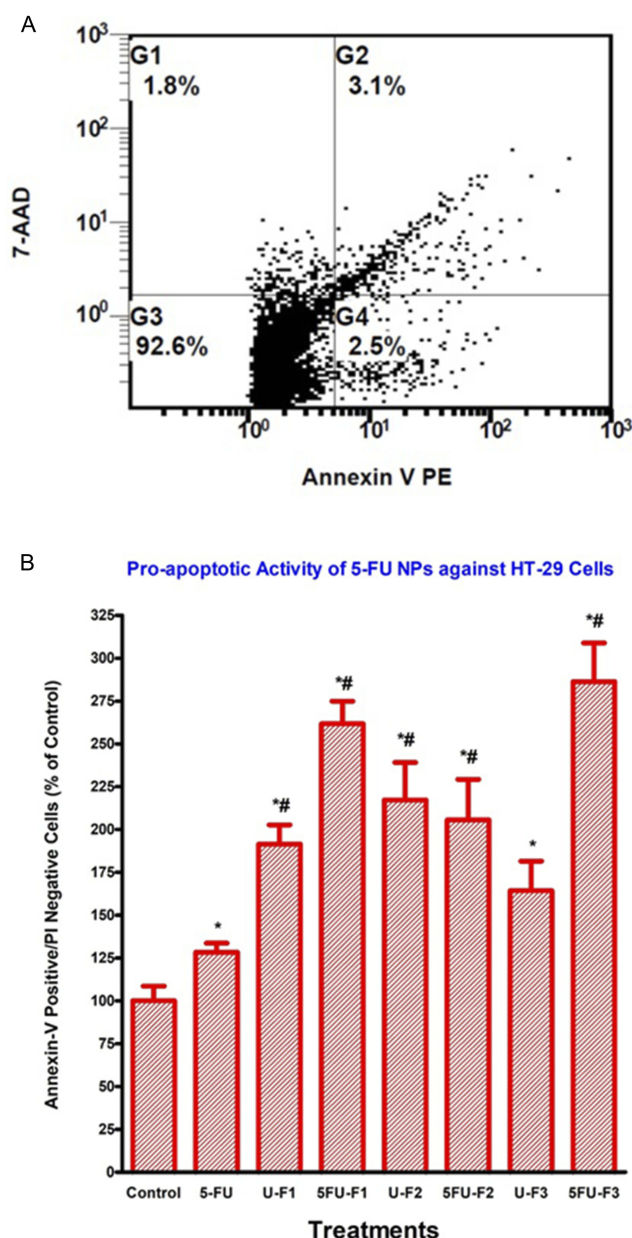 A
10³
G1
1.8%
G2
3.1%
10²
7-AAD
10¹
10⁰
G3
92.6%
G4
2.5%
10⁰ 10¹ 10² 10³
Annexin V PE
B
Pro-apoptotic Activity of 5-FU NPs against HT-29 Cells
Annexin-V Positive/PI Negative Cells (% of Control)
325
300
275
250
225
200
175
150
125
100
75
50
25
0
*
*#
*#
*#
*#
*
*#
Control 5-FU U-F1 5FU-F1 U-F2 5FU-F2 U-F3 5FU-F3
Treatments